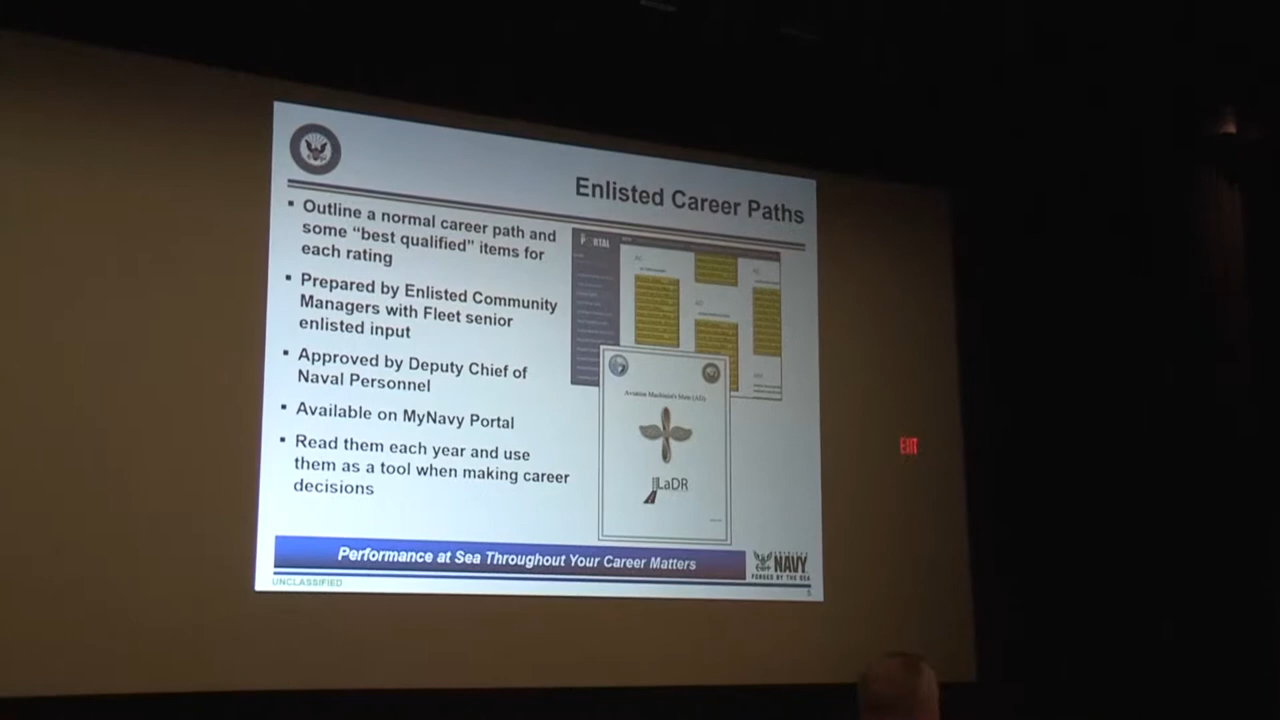 Enlisted Career Paths
▪ Outline a normal career path and
some “best qualified” items for
each rating
▪ Prepared by Enlisted Community
Managers with Fleet senior
enlisted input
▪ Approved by Deputy Chief of
Naval Personnel
▪ Available on MyNavy Portal
▪ Read them each year and use
them as a tool when making career
decisions
PORTAL
Aviation Machinist's Mate (AD)
LaDR
Performance at Sea Throughout Your Career Matters
AMERICA'S
NAVY
FORGED BY THE SEA
UNCLASSIFIED
5
EXIT